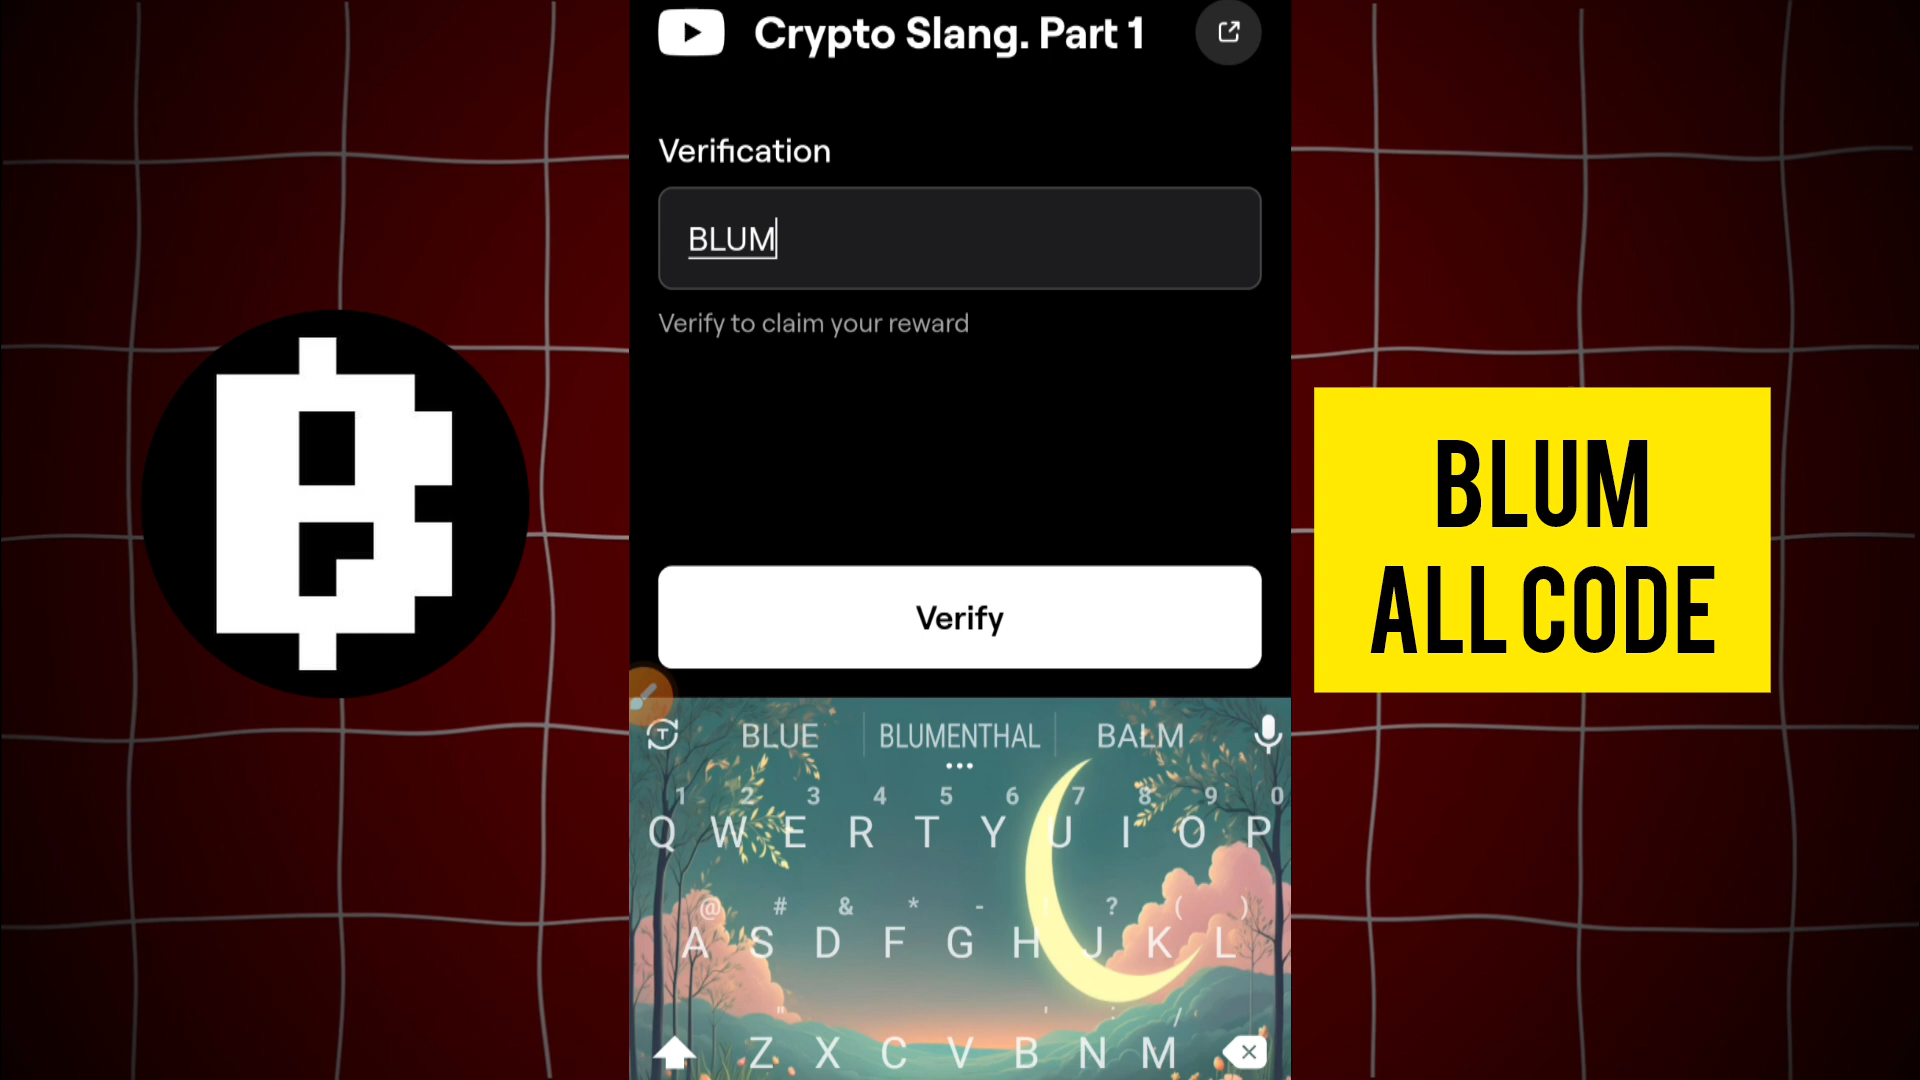 Crypto Slang. Part 1
Verification
BLUM
Verify to claim your reward
Verify
BLUM
ALL CODE
T
BLUE BLUMENTHAL BALM
1 2 3 4 5 6 7 8 9 0
Q W E R T Y U I O P
@ # & * - ! ? ( )
A S D F G H J K L
" ' : /
Z X C V B N M